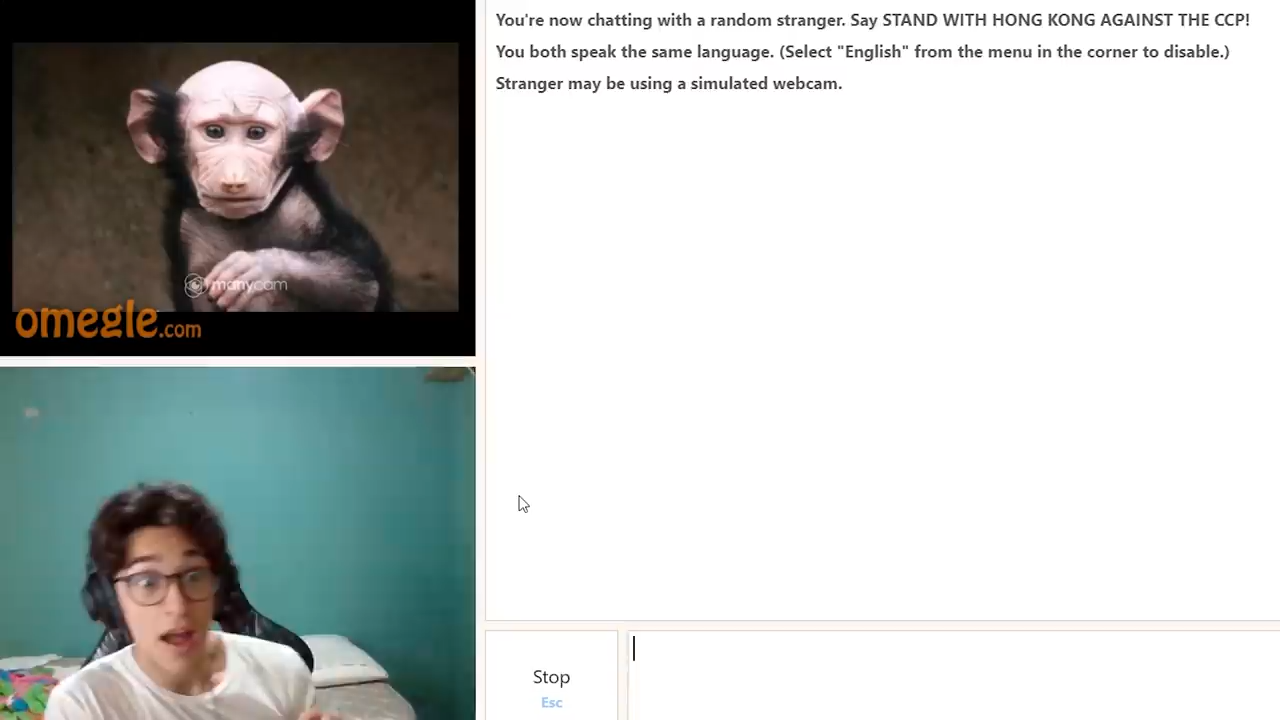 You're now chatting with a random stranger. Say STAND WITH HONG KONG AGAINST THE CCP!
You both speak the same language. (Select "English" from the menu in the corner to disable.)
Stranger may be using a simulated webcam.
manycam
omegle.com
Stop
Esc